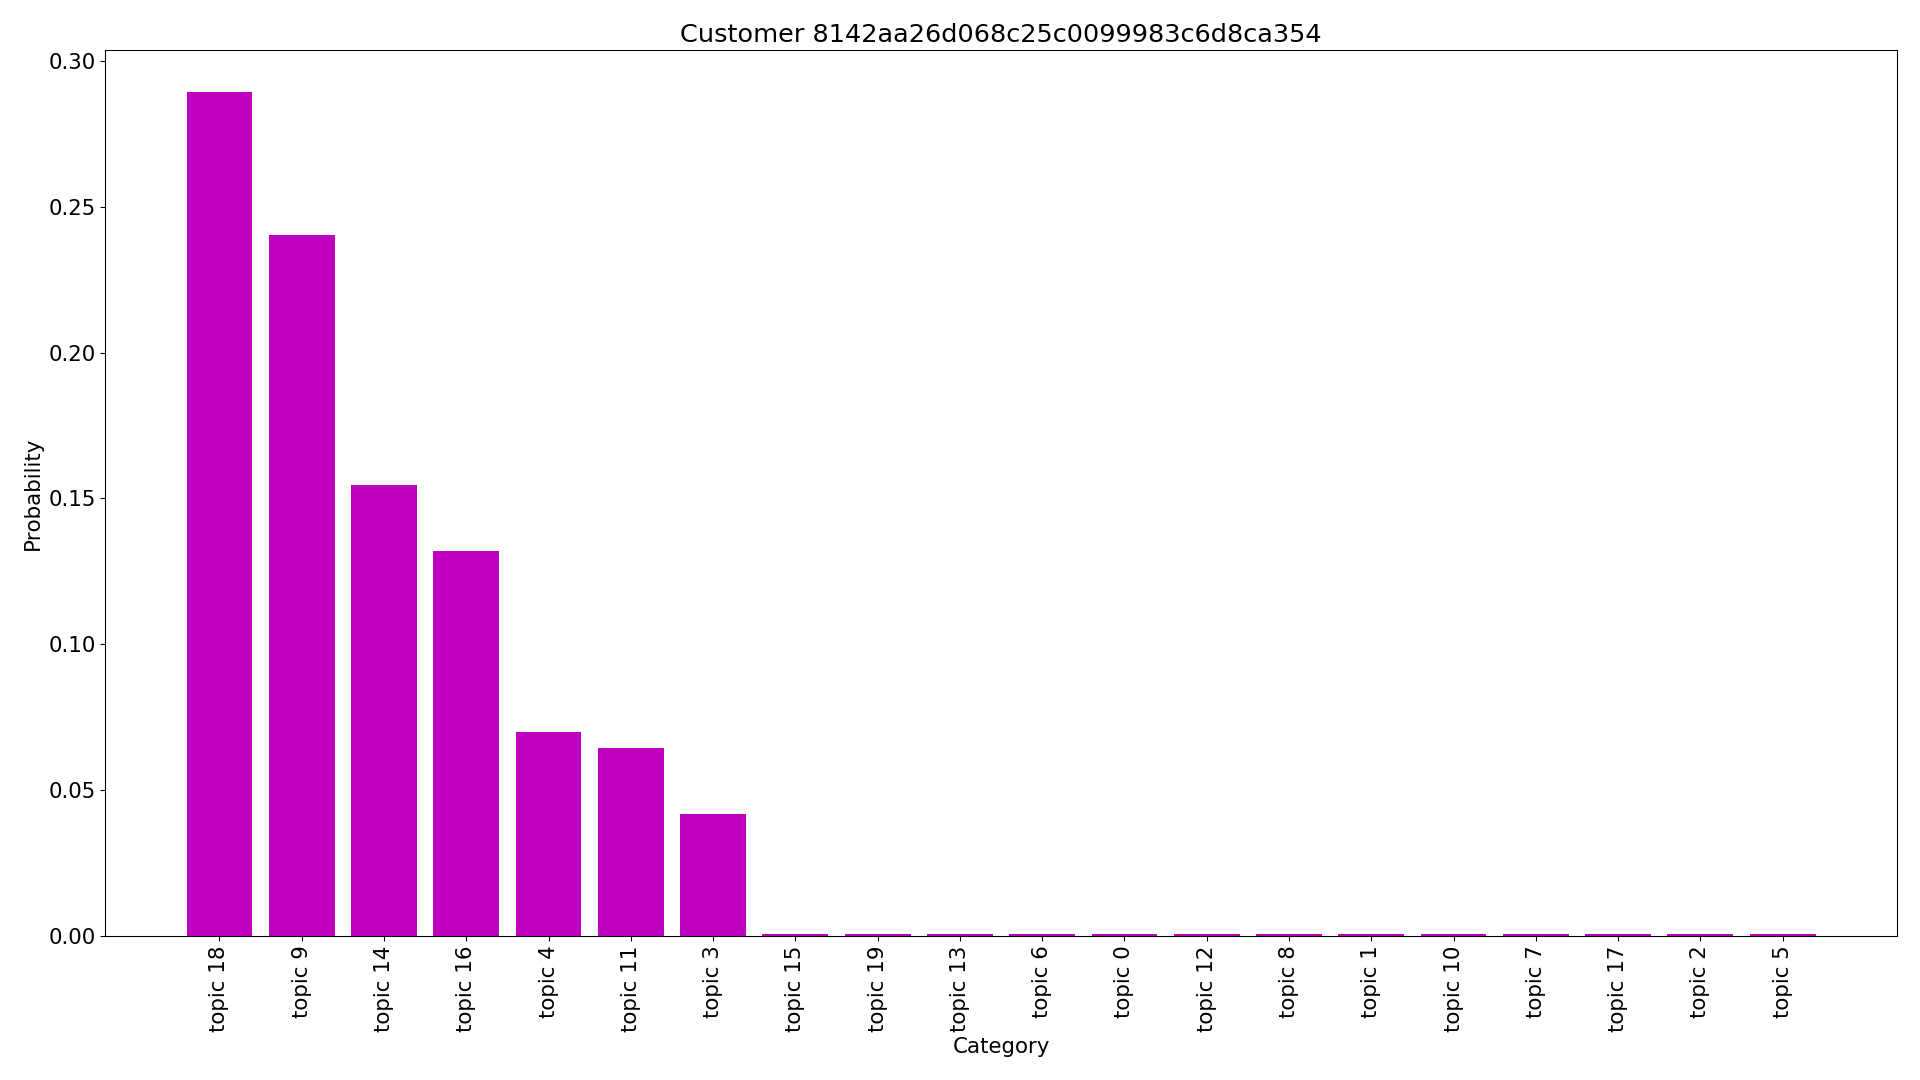 Customer 8142aa26d068c25c0099983c6d8ca354
0.30
0.25
0.20
0.15
0.10
0.05
0.00
Probability
topic 18
topic 9
topic 14
topic 16
topic 4
topic 11
topic 3
topic 15
topic 19
topic 13
topic 6
topic 0
topic 12
topic 8
topic 1
topic 10
topic 7
topic 17
topic 2
topic 5
Category